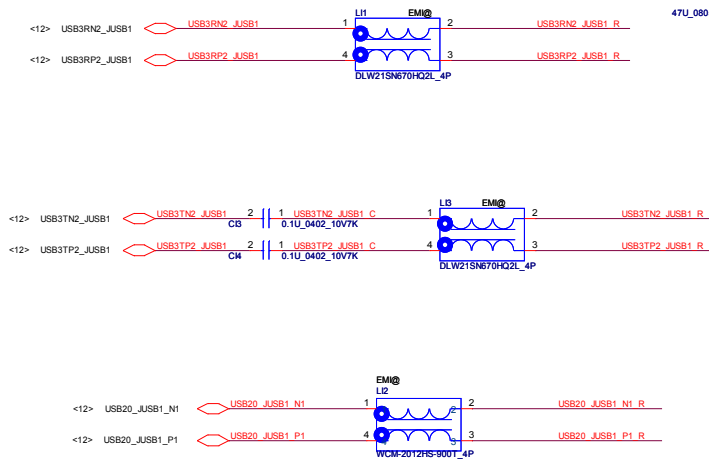 LI1 EMI@ 47U_080
<12> USB3RN2_JUSB1 USB3RN2_JUSB1 1 2 USB3RN2_JUSB1_R
<12> USB3RP2_JUSB1 USB3RP2_JUSB1 4 3 USB3RP2_JUSB1_R
DLW21SN670HQ2L_4P
LI3 EMI@
<12> USB3TN2_JUSB1 USB3TN2_JUSB1 2 1 USB3TN2_JUSB1_C 1 2 USB3TN2_JUSB1_R
CI3 0.1U_0402_10V7K
<12> USB3TP2_JUSB1 USB3TP2_JUSB1 2 1 USB3TP2_JUSB1_C 4 3 USB3TP2_JUSB1_R
CI4 0.1U_0402_10V7K
DLW21SN670HQ2L_4P
EMI@
LI2
<12> USB20_JUSB1_N1 USB20_JUSB1_N1 1 2 2 USB20_JUSB1_N1_R
<12> USB20_JUSB1_P1 USB20_JUSB1_P1 4 4 3 3 USB20_JUSB1_P1_R
WCM-2012HS-900T_4P